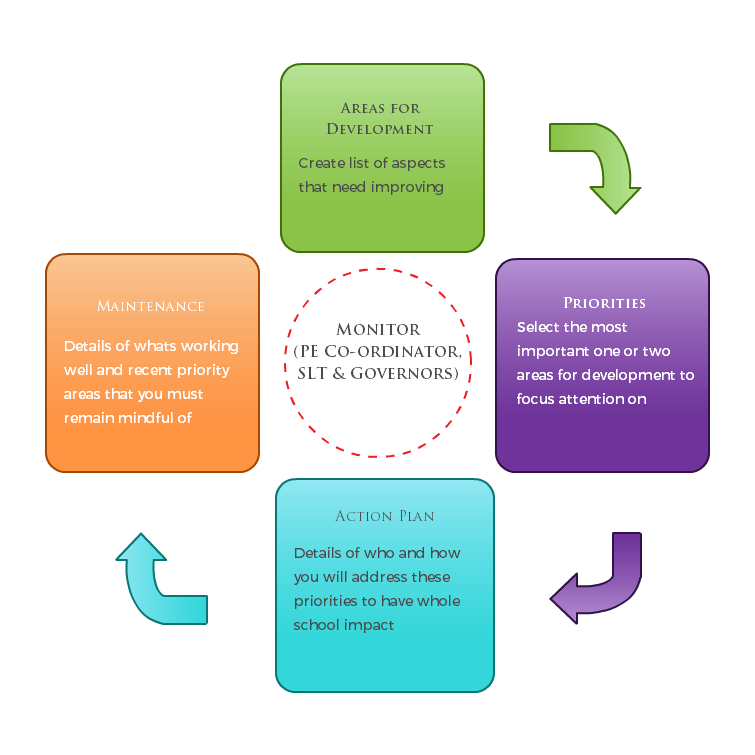 Areas for
Development
Create list of aspects
that need improving
Priorities
Select the most
important one or two
areas for development to
focus attention on
Action Plan
Details of who and how
you will address these
priorities to have whole
school impact
Maintenance
Details of whats working
well and recent priority
areas that you must
remain mindful of
Monitor
(PE Co-ordinator,
SLT & Governors)